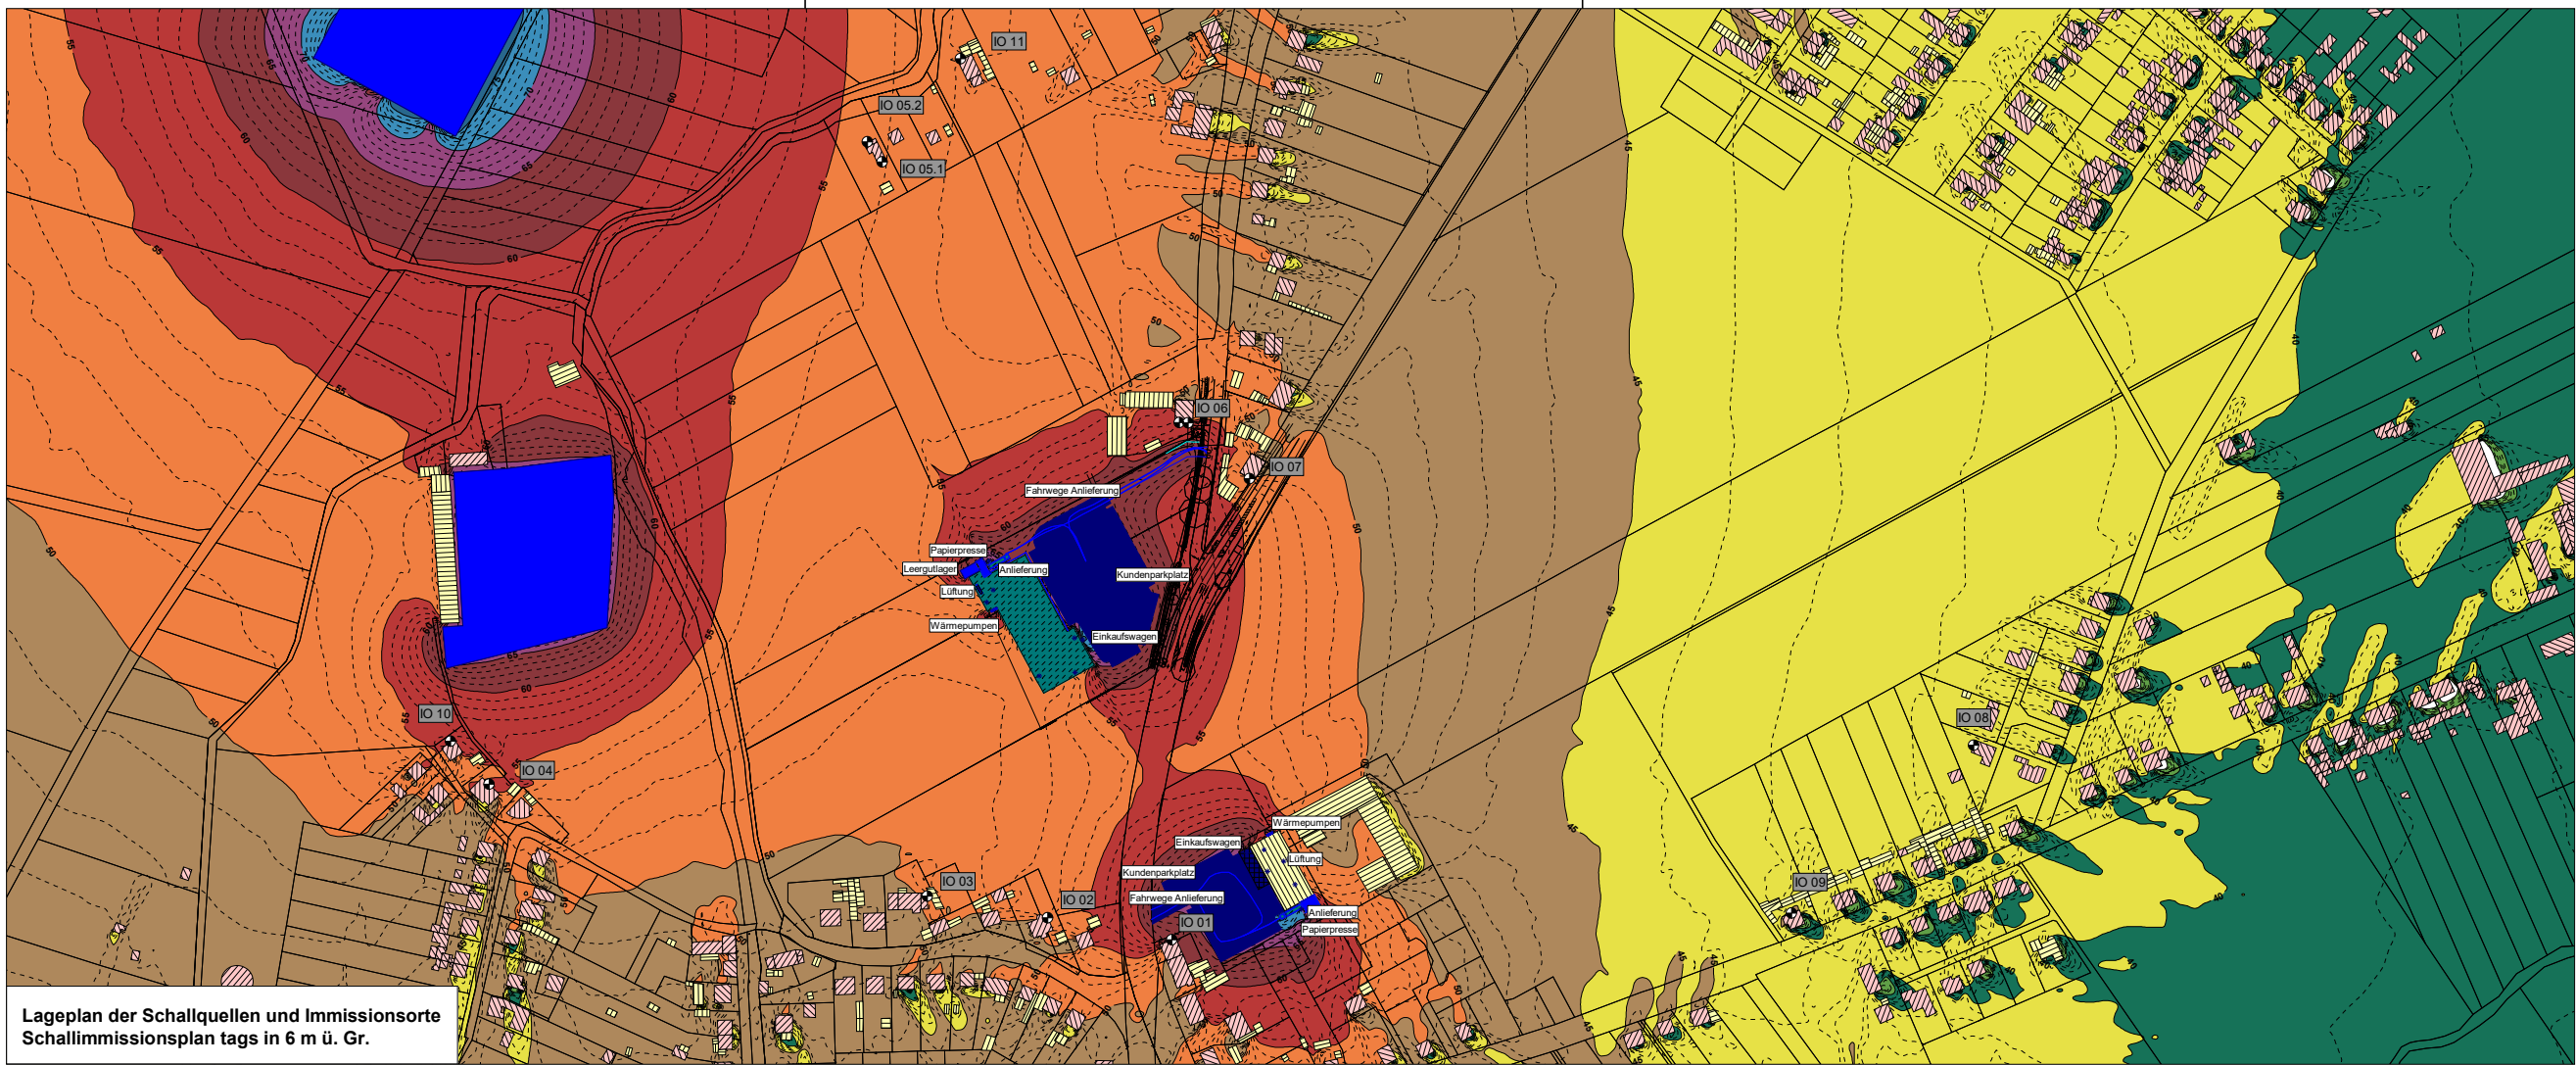 IO 11
IO 05.2
IO 05.1
IO 06
IO 07
Fahrwege Anlieferung
Papierpresse
Leergutlager
Anlieferung
Kundenparkplatz
Lüftung
Wärmepumpen
Einkaufswagen
IO 10
IO 04
IO 08
Wärmepumpen
Einkaufswagen
Lüftung
Kundenparkplatz
IO 03
IO 09
IO 02
Fahrwege Anlieferung
Anlieferung
IO 01
Papierpresse
Lageplan der Schallquellen und Immissionsorte
Schallimmissionsplan tags in 6 m ü. Gr.